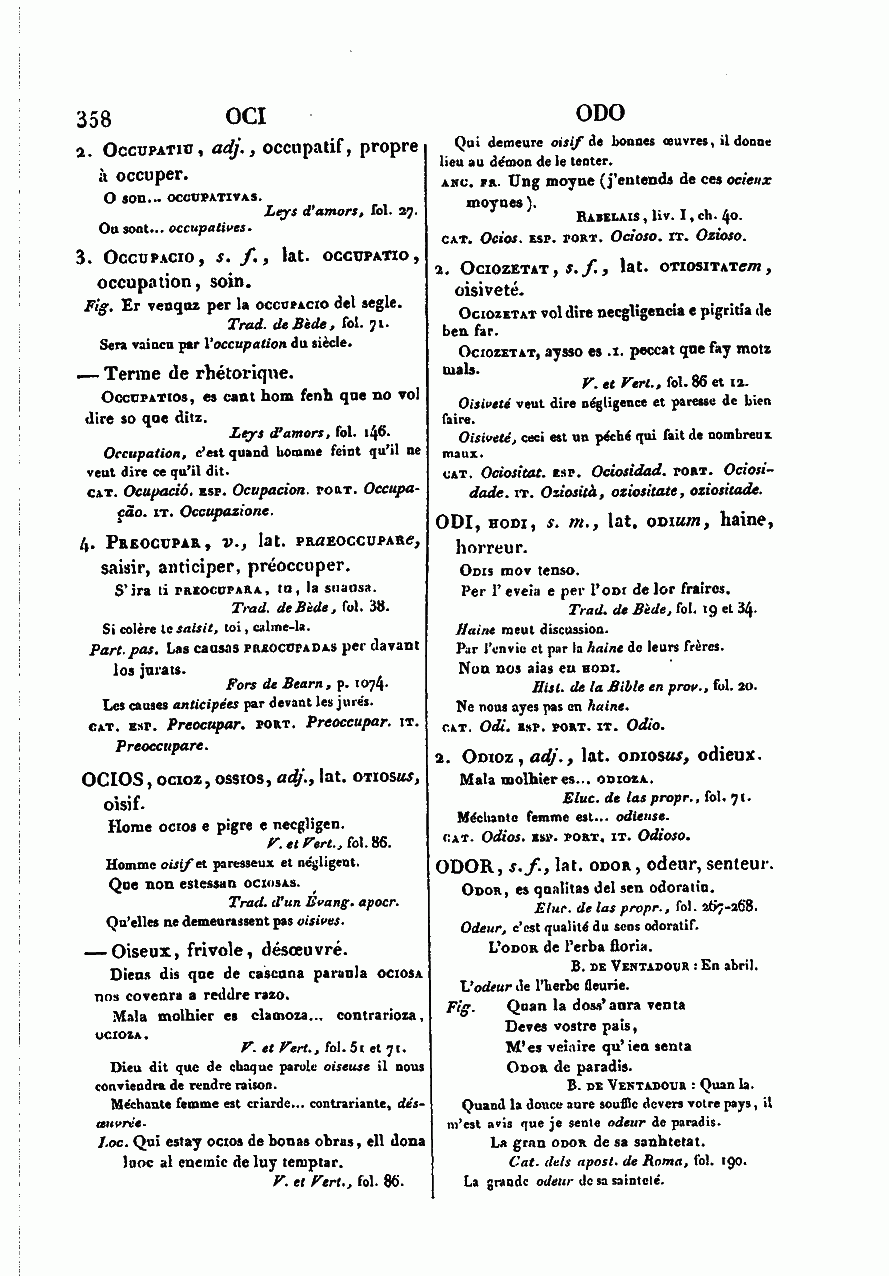 358 OCI ODO
2. Occupatiu, adj., occupatif, propre
à occuper.
O son... occupativas.
Leys d'amors, fol. 27.
Ou sont... occupatives.
3. Occupacio, s. f., lat. occupatio,
occupation, soin.
Fig. Er venquz per la occupacio del segle.
Trad. de Bède, fol. 71.
Sera vaincu par l'occupation du siècle.
— Terme de rhétorique.
Occupatios, es cant hom fenh que no vol
dire so que ditz.
Leys d'amors, fol. 146.
Occupation, c'est quand homme feint qu'il ne
veut dire ce qu'il dit.
cat. Ocupació. esp. Ocupacion. port. Occupa-
ção. it. Occupazione.
4. Preocupar, v., lat. praeoccupare,
saisir, anticiper, préoccuper.
S'ira ti preocupara, tu, la suausa.
Trad. de Bède, fol. 38.
Si colère te saisit, toi, calme-la.
Part. pas. Las causas preocupadas per davant
los jurats.
Fors de Bearn, p. 1074.
Les causes anticipées par devant les jurés.
cat. esp. Preocupar. port. Preoccupar. it.
Preoccupare.
OCIOS, ocioz, ossios, adj., lat. otiosus,
oisif.
Home ocios e pigre e necgligen.
V. et Vert., fol. 86.
Homme oisif et paresseux et négligent.
Que non estessan ociosas.
Trad. d'un Évang. apocr.
Qu'elles ne demeurassent pas oisives.
— Oiseux, frivole, désœuvré.
Dieus dis que de cascuna paraula ociosa
nos covenra a reddre razo.
Mala molhier es clamoza... contrarioza,
ucioza.
V. et Vert., fol. 51 et 71.
Dieu dit que de chaque parole oiseuse il nous
conviendra de rendre raison.
Méchante femme est criarde... contrariante, dés-
œuvrée.
Loc. Qui estay ocios de bonas obras, ell dona
luoc al enemic de luy temptar.
V. et Vert., fol. 86.
Qui demeure oisif de bonnes œuvres, il donne
lieu au démon de le tenter.
anc. fr. Ung moyne (j'entends de ces ocieux
moynes).
Rabelais, liv. I, ch. 40.
cat. Ocios. esp. port. Ocioso. it. Ozioso.
2. Ociozetat, s. f., lat. otiositatem,
oisiveté.
Ociozetat vol dire necgligencia e pigritia de
ben far.
Ociozetat, aysso es .I. peccat que fay motz
mals.
V. et Vert., fol. 86 et 12.
Oisiveté veut dire négligence et paresse de bien
faire.
Oisiveté, ceci est un péché qui fait de nombreux
maux.
cat. Ociositat. esp. Ociosidad. port. Ociosi-
dade. it. Oziosità, oziositate, oziositade.
ODI, hodi, s. m., lat. odium, haine,
horreur.
Odis mov tenso.
Per l'eveia e per l'odi de lor fraires.
Trad. de Bède, fol. 19 et 34.
Haine meut discussion.
Par l'envie et par la haine de leurs frères.
Non nos aias en hodi.
Hist. de la Bible en prov., fol. 20.
Ne nous ayes pas en haine.
cat. Odi. esp. port. it. Odio.
2. Odioz, adj., lat. odiosus, odieux.
Mala molhier es... odioza.
Eluc. de las propr., fol. 71.
Méchante femme est... odieuse.
cat. Odios. esp. port. it. Odioso.
ODOR, s. f., lat. odor, odeur, senteur.
Odor, es qualitas del sen odoratiu.
Eluc. de las propr., fol. 267-268.
Odeur, c'est qualité du sens odoratif.
L'odor de l'erba floria.
B. de Ventadour : En abril.
L'odeur de l'herbe fleurie.
Fig. Quan la doss' aura venta
Deves vostre pais,
M'es veiaire qu'ieu senta
Odor de paradis.
B. de Ventadour : Quan la.
Quand la douce aure souffle devers votre pays, il
m'est avis que je sente odeur de paradis.
La gran odor de sa sanhtetat.
Cat. dels apost. de Roma, fol. 190.
La grande odeur de sa sainteté.